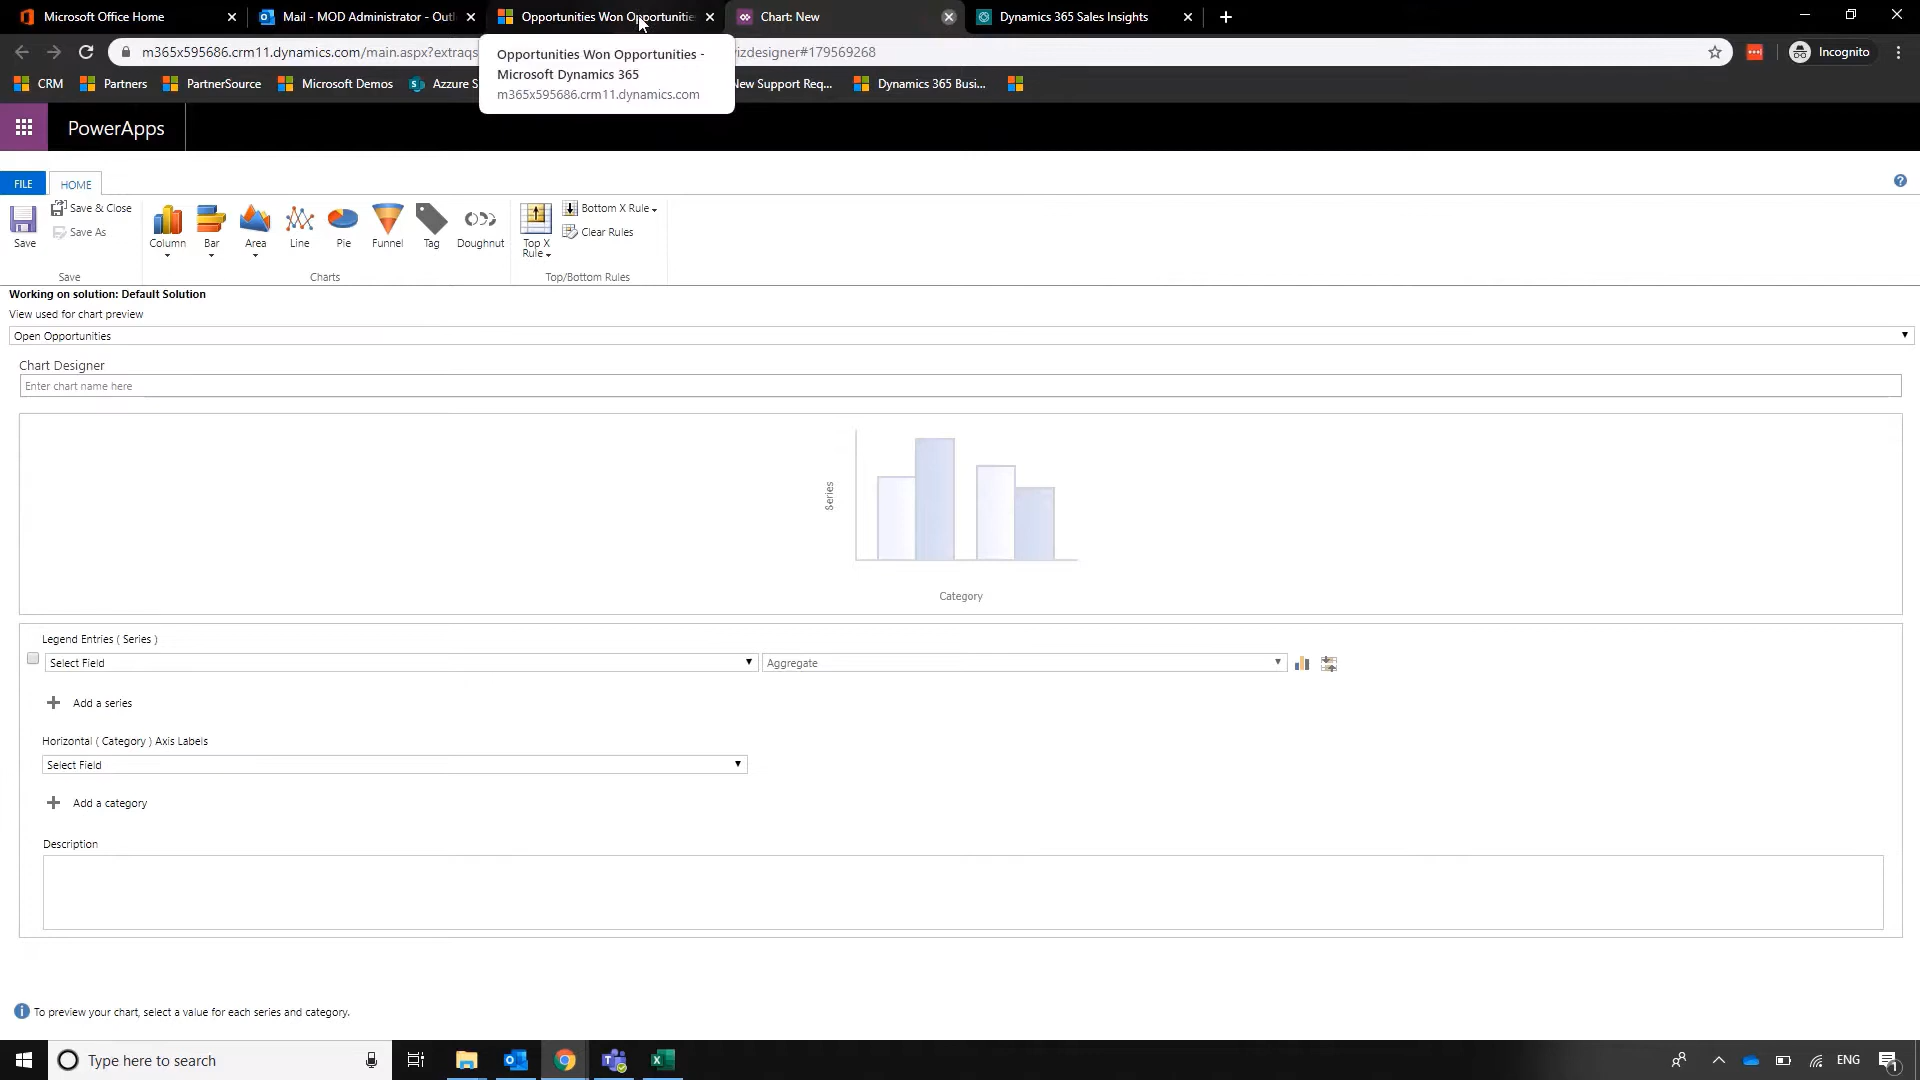 Microsoft Office Home
Mail - MOD Administrator - Outl
Opportunities Won Opportunitie
Chart: New
Dynamics 365 Sales Insights
m365x595686.crm11.dynamics.com/main.aspx?extraqs
izdesigner#179569268
Incognito
CRM
Partners
PartnerSource
Microsoft Demos
Azzure S
New Support Req...
Dynamics 365 Busi...
Opportunities Won Opportunities -
Microsoft Dynamics 365
m365x595686.crm11.dynamics.com
PowerApps
FILE
HOME
Save
Save & Close
Save As
Column
Bar
Area
Line
Pie
Funnel
Tag
Doughnut
Top X
Rule
Bottom X Rule
Clear Rules
Save
Charts
Top/Bottom Rules
Working on solution: Default Solution
View used for chart preview
Open Opportunities
Chart Designer
Enter chart name here
Series
Category
Legend Entries ( Series )
Select Field
Aggregate
Add a series
Horizontal ( Category ) Axis Labels
Select Field
Add a category
Description
To preview your chart, select a value for each series and category.
Type here to search
ENG
1